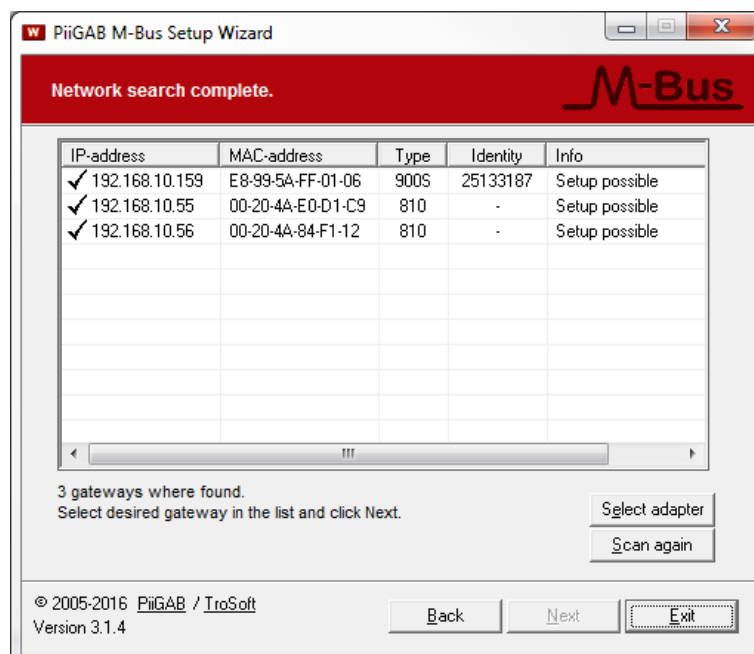 W PiiGAB M-Bus Setup Wizard
Network search complete.
M-Bus
IP-address MAC-address Type Identity Info
192.168.10.159 E8-99-5A-FF-01-06 900S 25133187 Setup possible
192.168.10.55 00-20-4A-E0-D1-C9 810 - Setup possible
192.168.10.56 00-20-4A-84-F1-12 810 - Setup possible
3 gateways where found.
Select desired gateway in the list and click Next.
Select adapter
Scan again
© 2005-2016 PiiGAB / TroSoft
Version 3.1.4
Back Next Exit